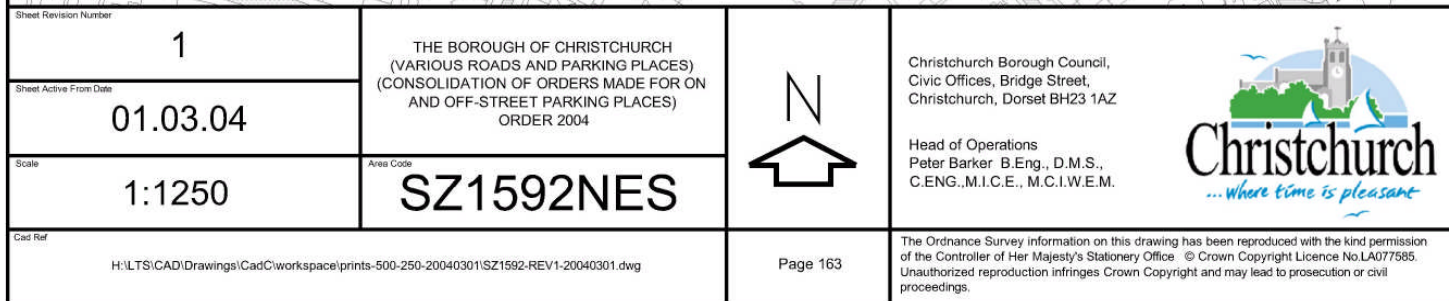 Sheet Revision Number
1
Sheet Active From Date
01.03.04
Scale
1:1250
THE BOROUGH OF CHRISTCHURCH
(VARIOUS ROADS AND PARKING PLACES)
(CONSOLIDATION OF ORDERS MADE FOR ON
AND OFF-STREET PARKING PLACES)
ORDER 2004
Area Code
SZ1592NES
N
Christchurch Borough Council,
Civic Offices, Bridge Street,
Christchurch, Dorset BH23 1AZ
Head of Operations
Peter Barker B.Eng., D.M.S.,
C.ENG.,M.I.C.E., M.C.I.W.E.M.
Christchurch
...where time is pleasant
Cad Ref
H:\LTS\CAD\Drawings\CadC\workspace\prints-500-250-20040301\SZ1592-REV1-20040301.dwg
Page 163
The Ordnance Survey information on this drawing has been reproduced with the kind permission
of the Controller of Her Majesty's Stationery Office © Crown Copyright Licence No.LA077585.
Unauthorized reproduction infringes Crown Copyright and may lead to prosecution or civil
proceedings.